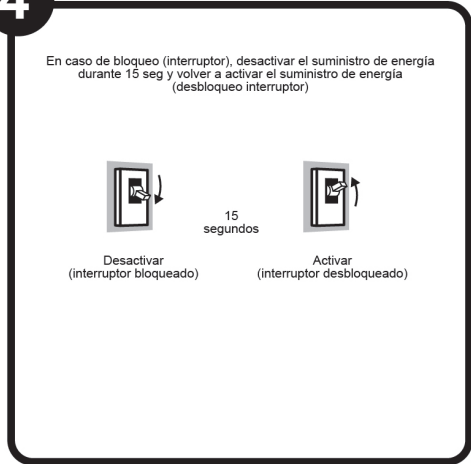 4
En caso de bloqueo (interruptor), desactivar el suministro de energía
durante 15 seg y volver a activar el suministro de energía
(desbloqueo interruptor)
15
segundos
Desactivar
(interruptor bloqueado)
Activar
(interruptor desbloqueado)